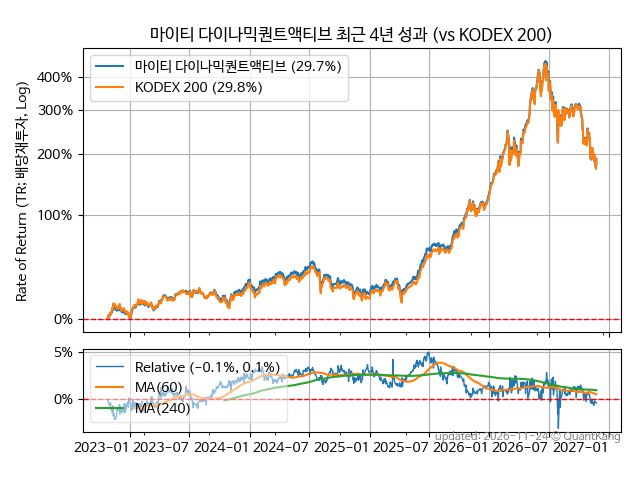 마이티 다이나믹퀀트액티브 최근 4년 성과 (vs KODEX 200)
Rate of Return (TR: 배당재투자, Log)
400%
300%
200%
100%
0%
마이티 다이나믹퀀트액티브 (29.7%)
KODEX 200 (29.8%)
5%
0%
Relative (-0.1%, 0.1%)
MA(60)
MA(240)
updated: 2026-11-24 © QuantKang
2023-01 2023-07 2024-01 2024-07 2025-01 2025-07 2026-01 2026-07 2027-01